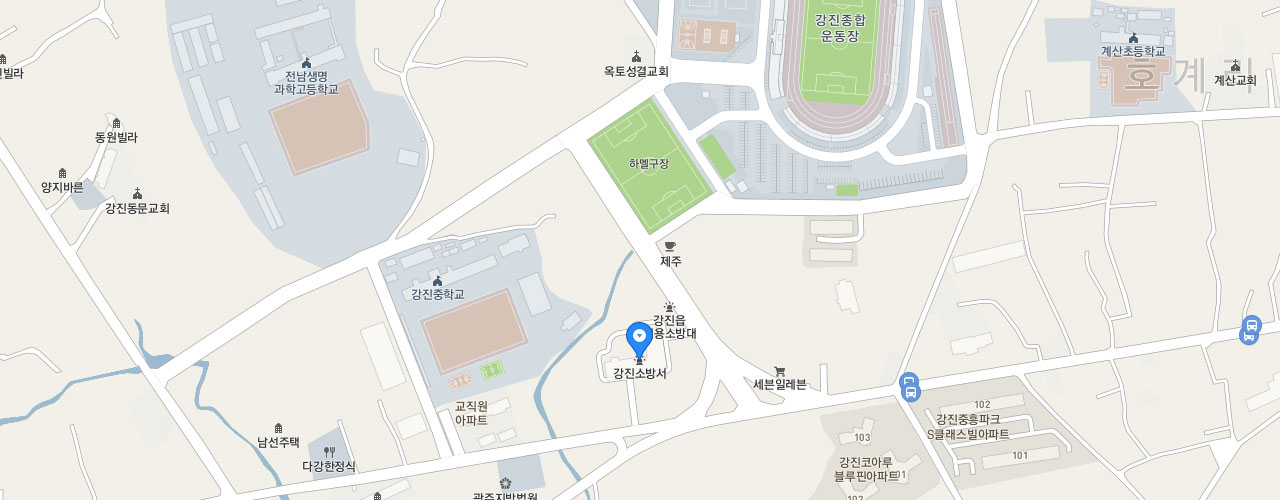 강진종합
운동장
계산초등학교
호계리
계산교회
옥토성결교회
전남생명
과학고등학교
빌라
동원빌라
하멜구장
양지바른
강진동문교회
제주
강진중학교
강진읍
용소방대
강진소방서
세븐일레븐
교직원
아파트
102
강진중흥파크
S클래스빌아파트
101
103
남선주택
다강한정식
강진코아루
블루핀아파트
102
광주지방법원